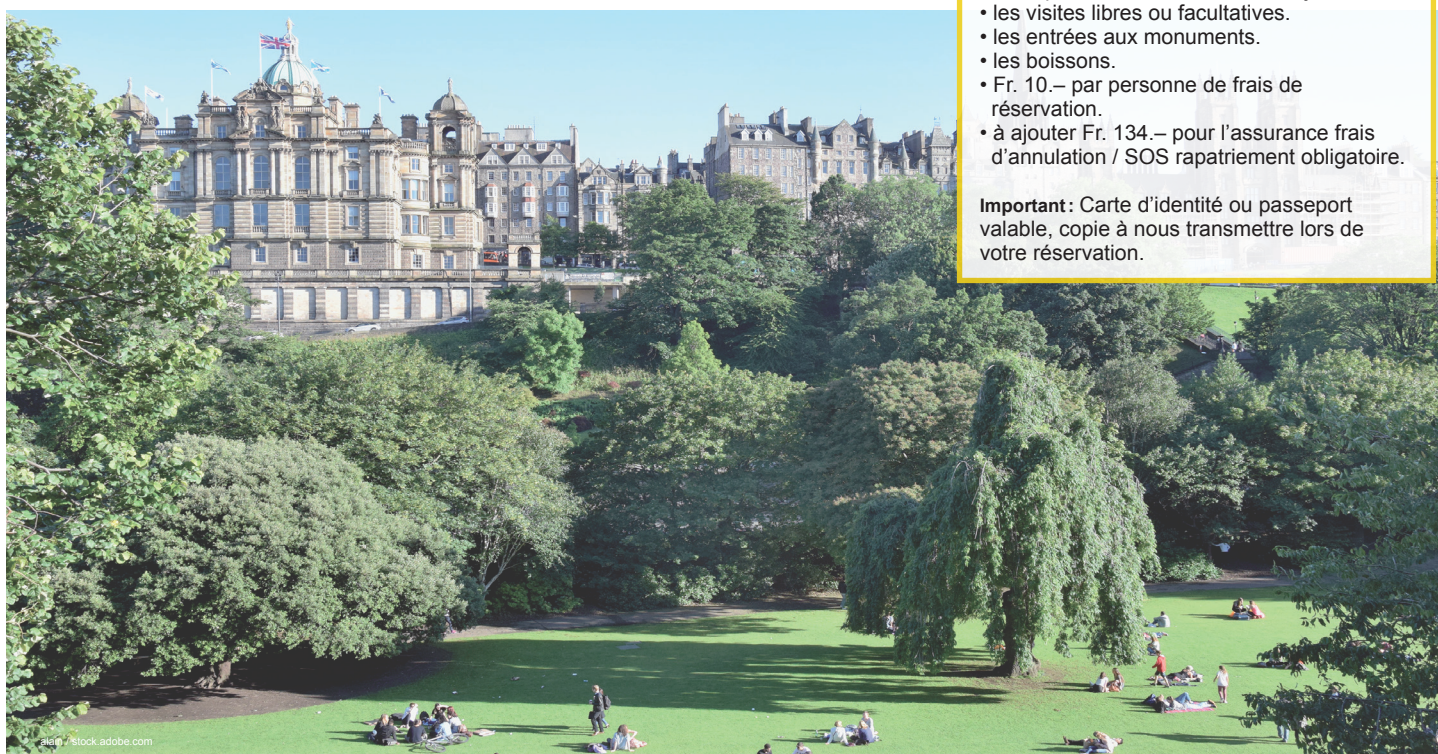 • les visites libres ou facultatives.
• les entrées aux monuments.
• les boissons.
• Fr. 10.– par personne de frais de
réservation.
• à ajouter Fr. 134.– pour l’assurance frais
d’annulation / SOS rapatriement obligatoire.
Important : Carte d’identité ou passeport
valable, copie à nous transmettre lors de
votre réservation.
alain / stock.adobe.com